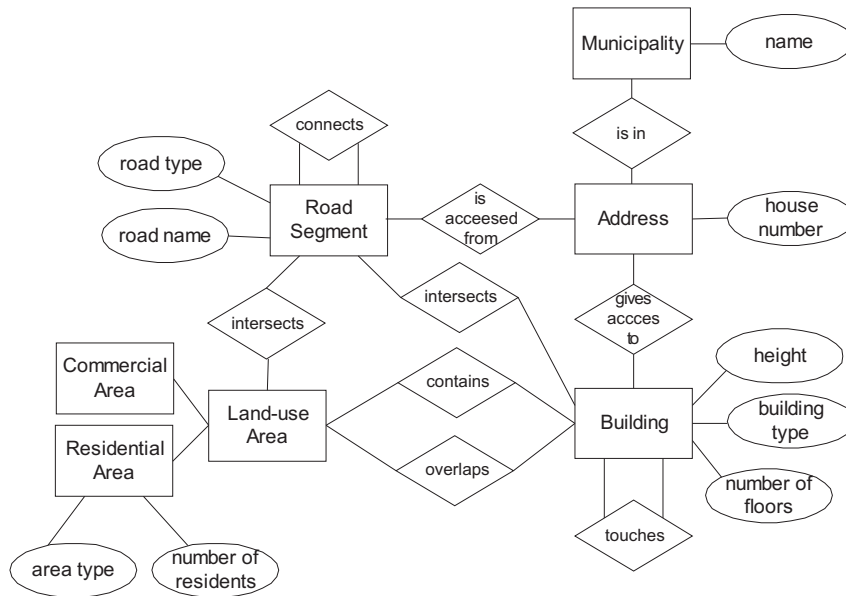 Municipality
name
connects
is in
road type
Road
Segment
is
acceesed
from
Address
house
number
road name
intersects
intersects
gives
accces
to
Commercial
Area
contains
height
Land-use
Area
Building
building
type
Residential
Area
overlaps
number of
floors
touches
area type
number of
residents